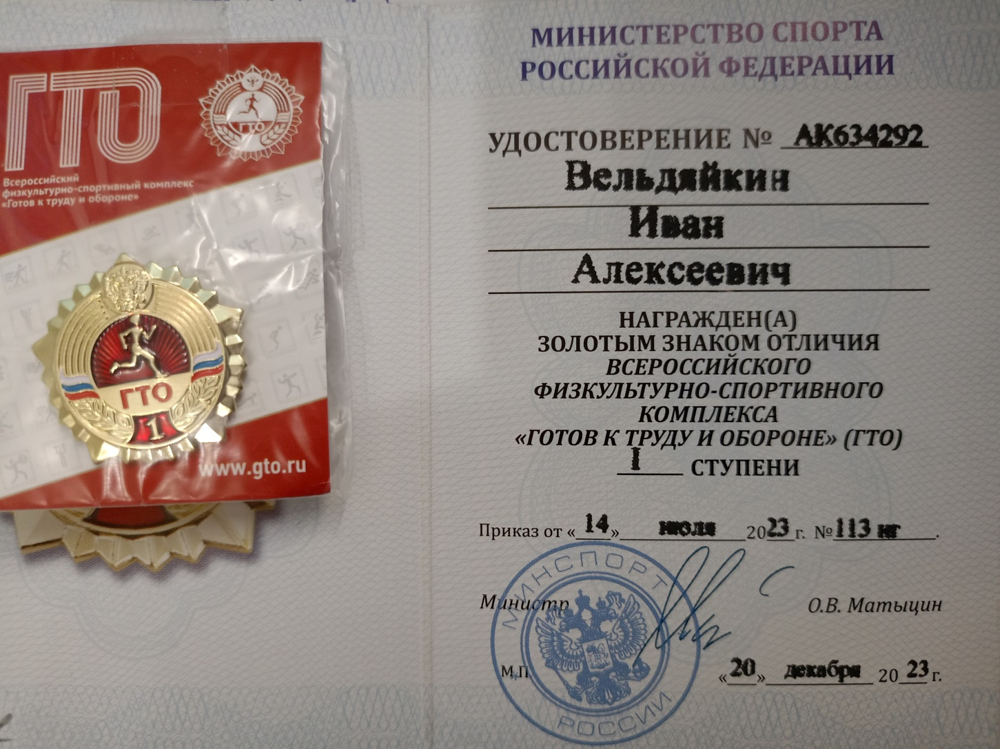 ГТО
ГТО
Всероссийский
физкультурно-спортивный комплекс
«Готов к труду и обороне»
ГТО
1
www.gto.ru
МИНИСТЕРСТВО СПОРТА
РОССИЙСКОЙ ФЕДЕРАЦИИ
УДОСТОВЕРЕНИЕ № АК634292
Вельдяйкин
Иван
Алексеевич
НАГРАЖДЕН(А)
ЗОЛОТЫМ ЗНАКОМ ОТЛИЧИЯ
ВСЕРОССИЙСКОГО
ФИЗКУЛЬТУРНО-СПОРТИВНОГО
КОМПЛЕКСА
«ГОТОВ К ТРУДУ И ОБОРОНЕ» (ГТО)
I СТУПЕНИ
Приказ от «14» июля 2023 г. №113 нг.
Министр О.В. Матыцин
МИНСПОРТ
РОССИИ
М.П.
«20» декабря 2023 г.